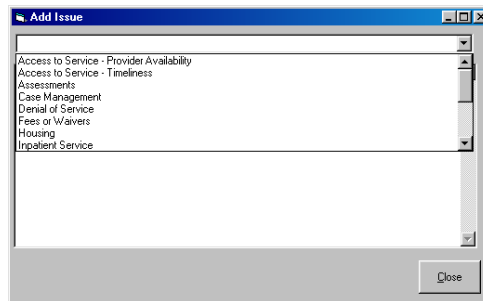 Add Issue
Access to Service - Provider Availability
Access to Service - Timeliness
Assessments
Case Management
Denial of Service
Fees or Waivers
Housing
Inpatient Service
Close